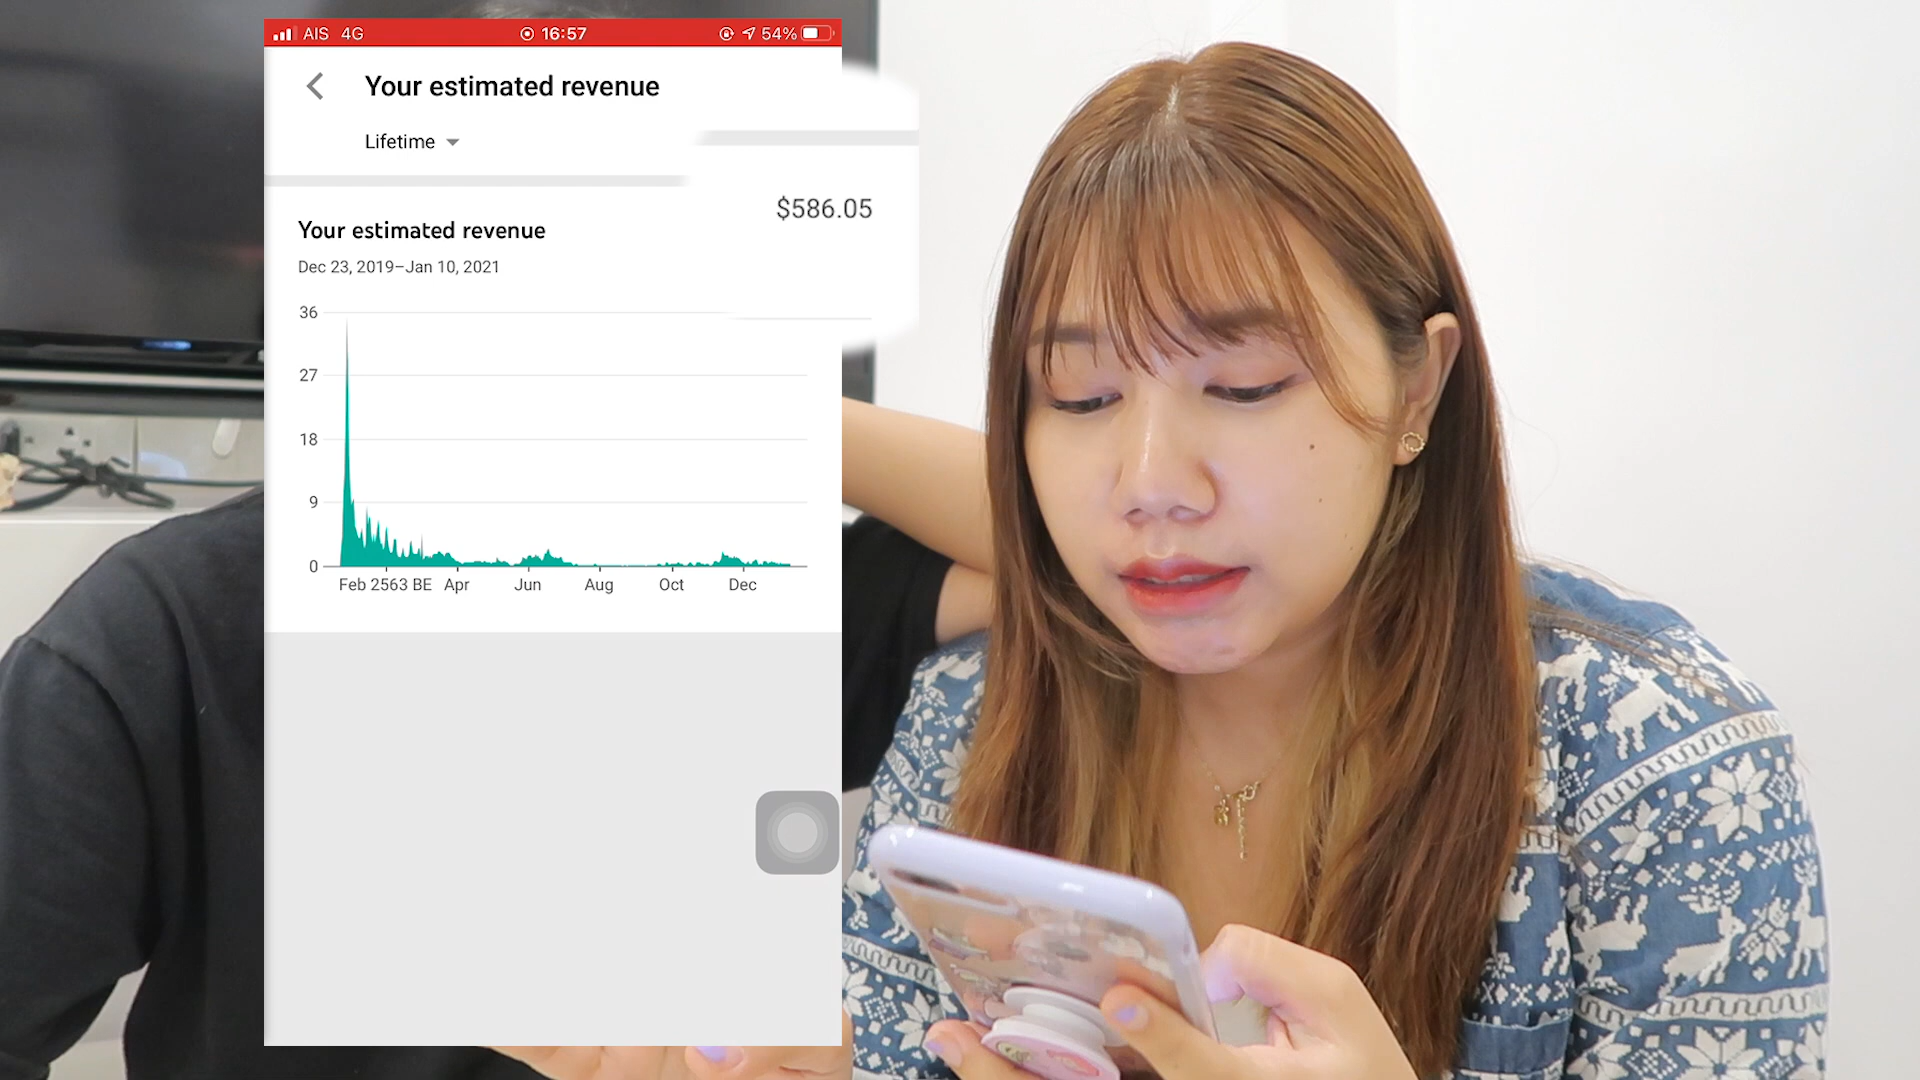 AIS 4G 16:57 54%
Your estimated revenue
Lifetime
$586.05
Your estimated revenue
Dec 23, 2019–Jan 10, 2021
36
27
18
9
0
Feb 2563 BE Apr Jun Aug Oct Dec